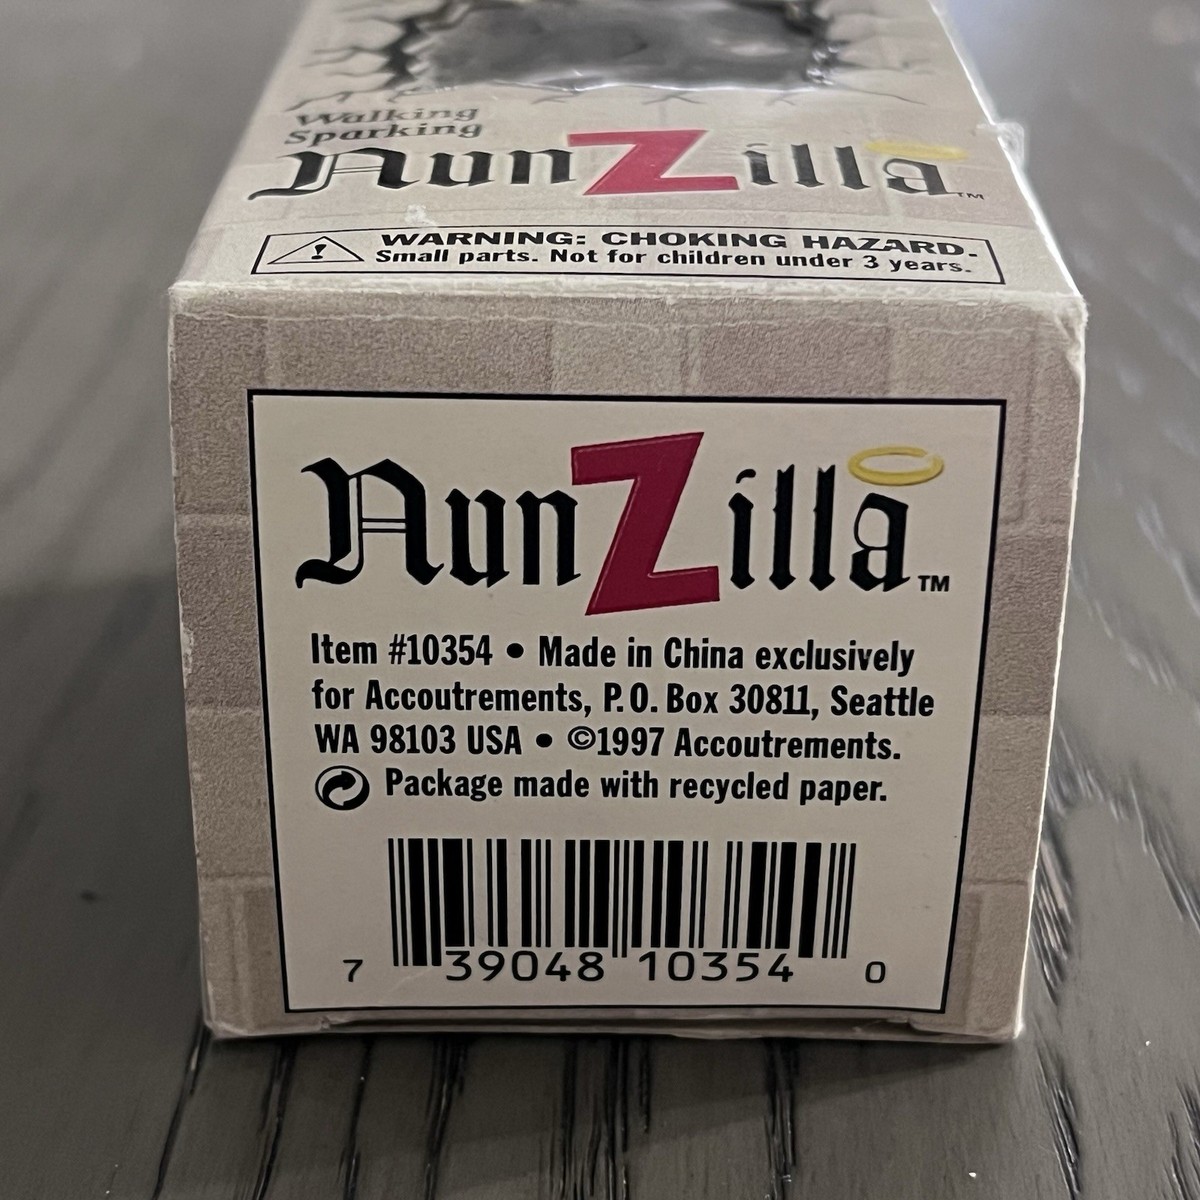 Walking
Sparking
NunZilla™
WARNING: CHOKING HAZARD.
Small parts. Not for children under 3 years.
NunZilla™
Item #10354 • Made in China exclusively
for Accoutrements, P.O. Box 30811, Seattle
WA 98103 USA • ©1997 Accoutrements.
Package made with recycled paper.
7 39048 10354 0